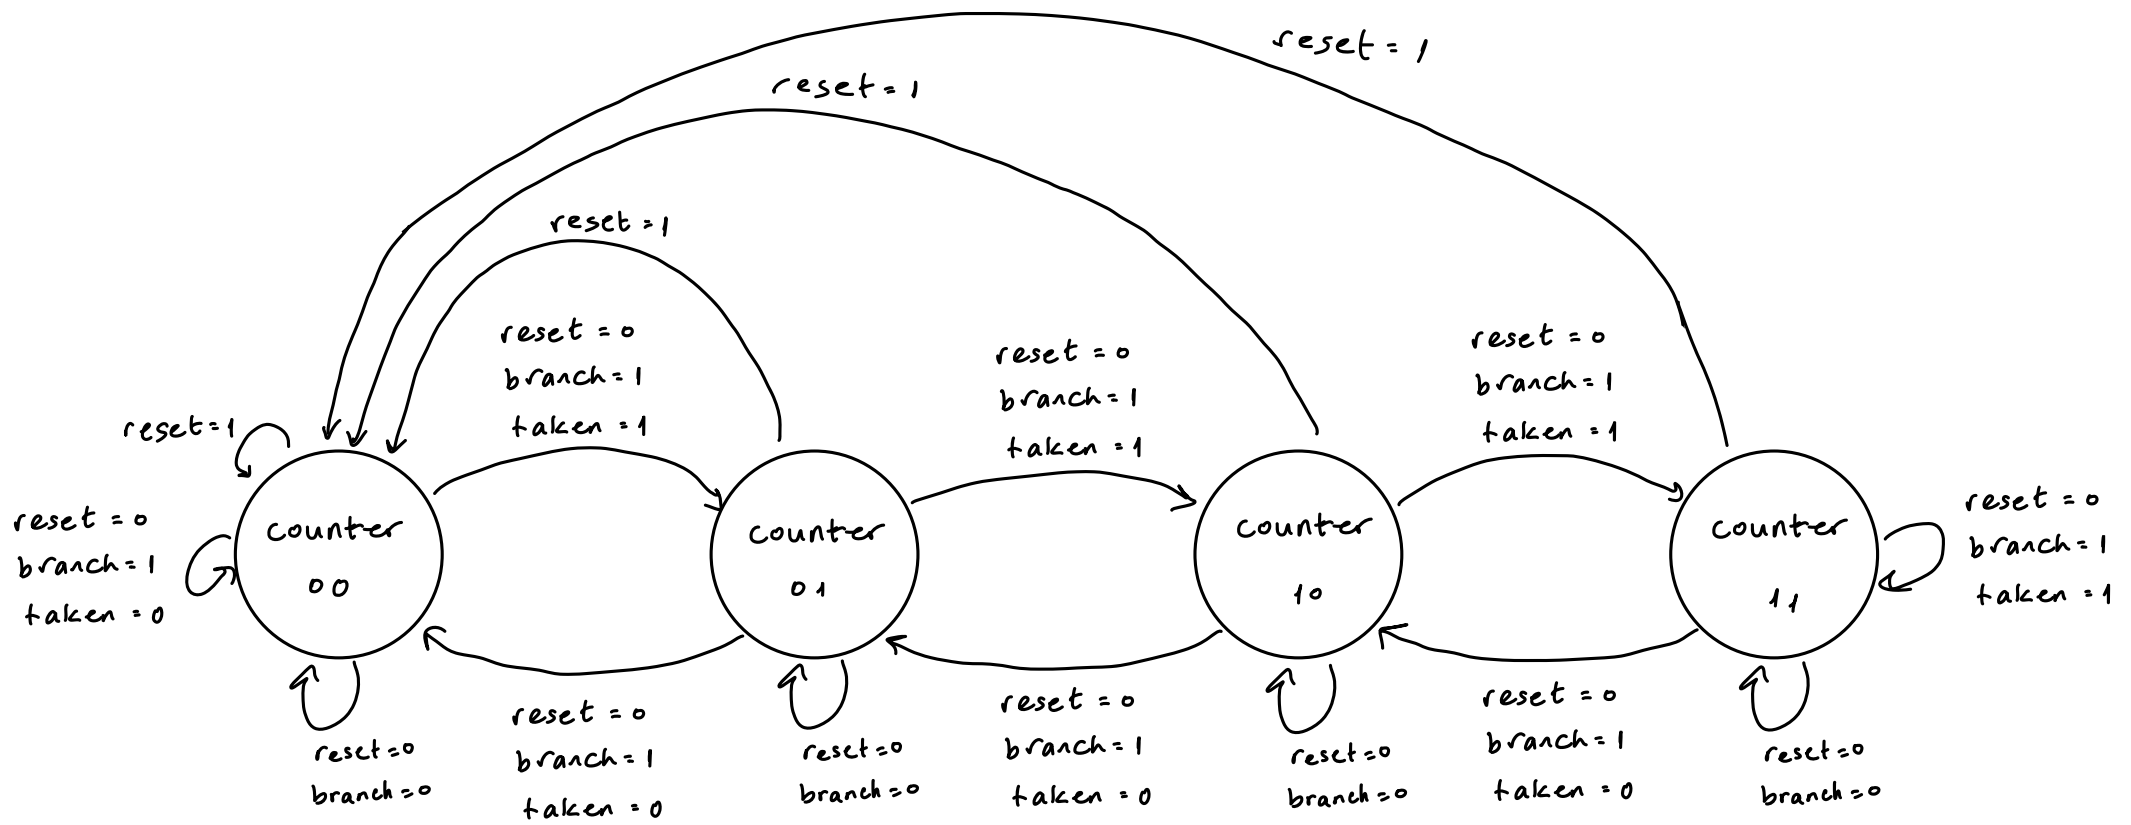 reset = 1
reset = 1
reset = 1
reset = 0
branch = 1
taken = 1
reset = 0
branch = 1
taken = 1
reset = 0
branch = 1
taken = 1
reset = 1
reset = 0
branch = 1
taken = 0
counter
00
counter
01
counter
10
counter
11
reset = 0
branch = 1
taken = 1
reset = 0
branch = 0
reset = 0
branch = 1
taken = 0
reset = 0
branch = 0
reset = 0
branch = 1
taken = 0
reset = 0
branch = 0
reset = 0
branch = 1
taken = 0
reset = 0
branch = 0